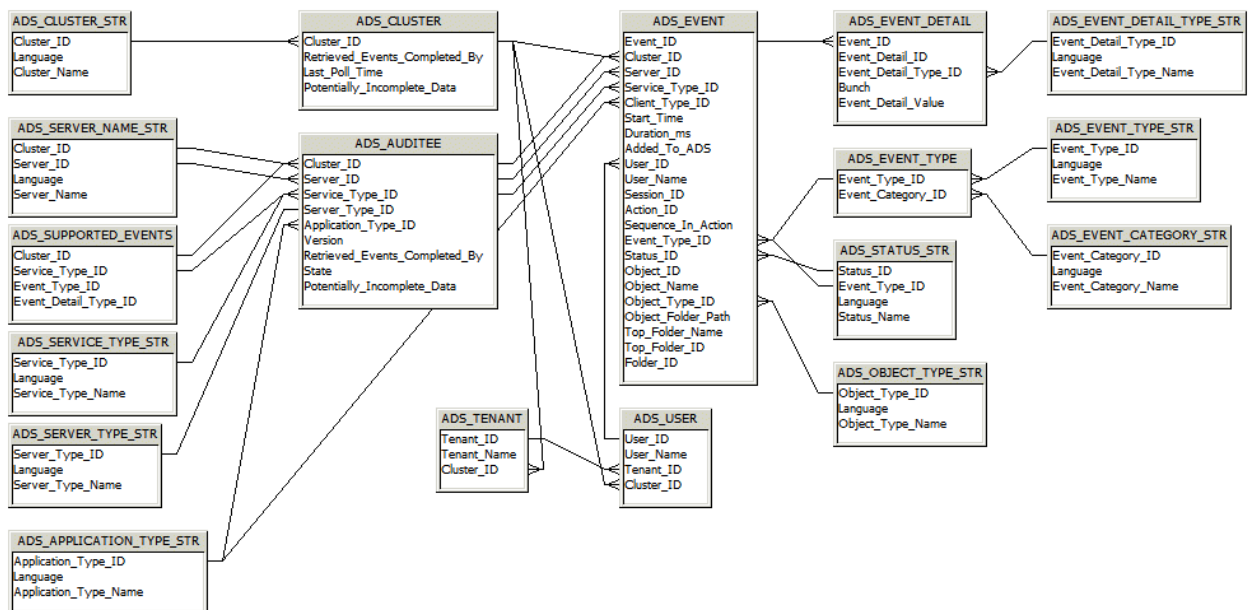 ADS_CLUSTER_STR
Cluster_ID
Language
Cluster_Name
ADS_CLUSTER
Cluster_ID
Retrieved_Events_Completed_By
Last_Poll_Time
Potentially_Incomplete_Data
ADS_EVENT
Event_ID
Cluster_ID
Server_ID
Service_Type_ID
Client_Type_ID
Start_Time
Duration_ms
Added_To_ADS
User_ID
User_Name
Session_ID
Action_ID
Sequence_In_Action
Event_Type_ID
Status_ID
Object_ID
Object_Name
Object_Type_ID
Object_Folder_Path
Top_Folder_Name
Top_Folder_ID
Folder_ID
ADS_EVENT_DETAIL
Event_ID
Event_Detail_ID
Event_Detail_Type_ID
Bunch
Event_Detail_Value
ADS_EVENT_DETAIL_TYPE_STR
Event_Detail_Type_ID
Language
Event_Detail_Type_Name
ADS_SERVER_NAME_STR
Cluster_ID
Server_ID
Language
Server_Name
ADS_AUDITEE
Cluster_ID
Server_ID
Service_Type_ID
Server_Type_ID
Application_Type_ID
Version
Retrieved_Events_Completed_By
State
Potentially_Incomplete_Data
ADS_EVENT_TYPE
Event_Type_ID
Event_Category_ID
ADS_EVENT_TYPE_STR
Event_Type_ID
Language
Event_Type_Name
ADS_SUPPORTED_EVENTS
Cluster_ID
Service_Type_ID
Event_Type_ID
Event_Detail_Type_ID
ADS_STATUS_STR
Status_ID
Event_Type_ID
Language
Status_Name
ADS_EVENT_CATEGORY_STR
Event_Category_ID
Language
Event_Category_Name
ADS_SERVICE_TYPE_STR
Service_Type_ID
Language
Service_Type_Name
ADS_OBJECT_TYPE_STR
Object_Type_ID
Language
Object_Type_Name
ADS_SERVER_TYPE_STR
Server_Type_ID
Language
Server_Type_Name
ADS_TENANT
Tenant_ID
Tenant_Name
Cluster_ID
ADS_USER
User_ID
User_Name
Tenant_ID
Cluster_ID
ADS_APPLICATION_TYPE_STR
Application_Type_ID
Language
Application_Type_Name